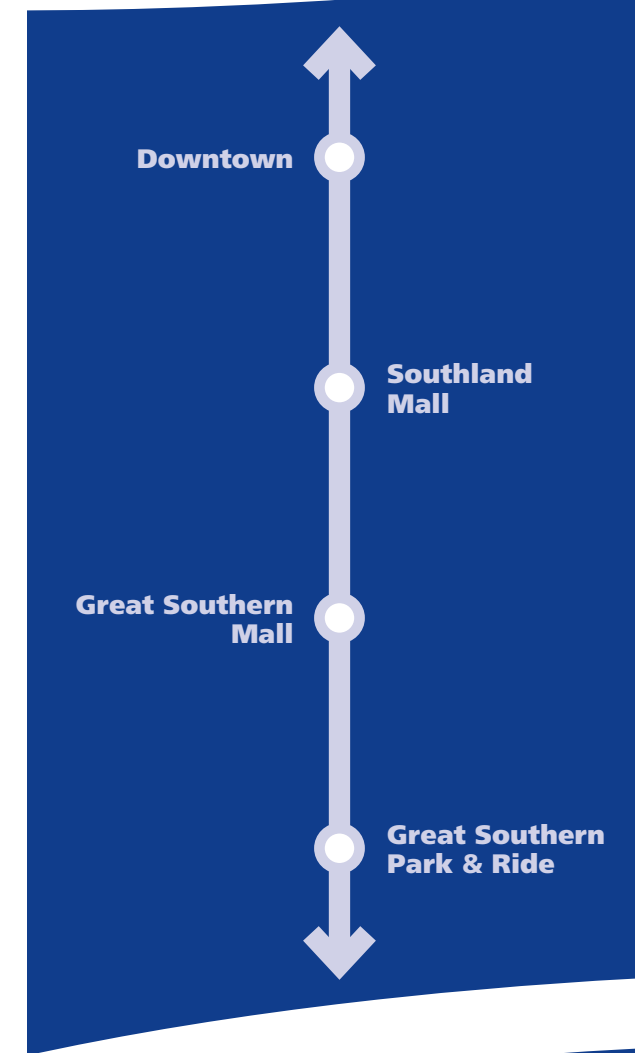 Downtown
Southland
Mall
Great Southern
Mall
Great Southern
Park & Ride